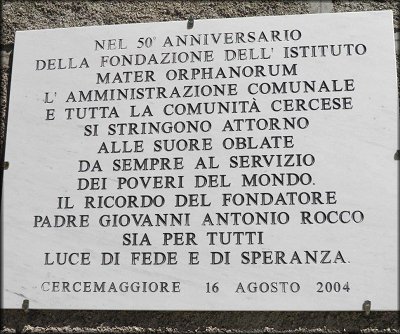 NEL 50° ANNIVERSARIO
DELLA FONDAZIONE DELL' ISTITUTO
MATER ORPHANORUM
L' AMMINISTRAZIONE COMUNALE
E TUTTA LA COMUNITÀ CERCESE
SI STRINGONO ATTORNO
ALLE SUORE OBLATE
DA SEMPRE AL SERVIZIO
DEI POVERI DEL MONDO.
IL RICORDO DEL FONDATORE
PADRE GIOVANNI ANTONIO ROCCO
SIA PER TUTTI
LUCE DI FEDE E DI SPERANZA.
CERCEMAGGIORE 16 AGOSTO 2004